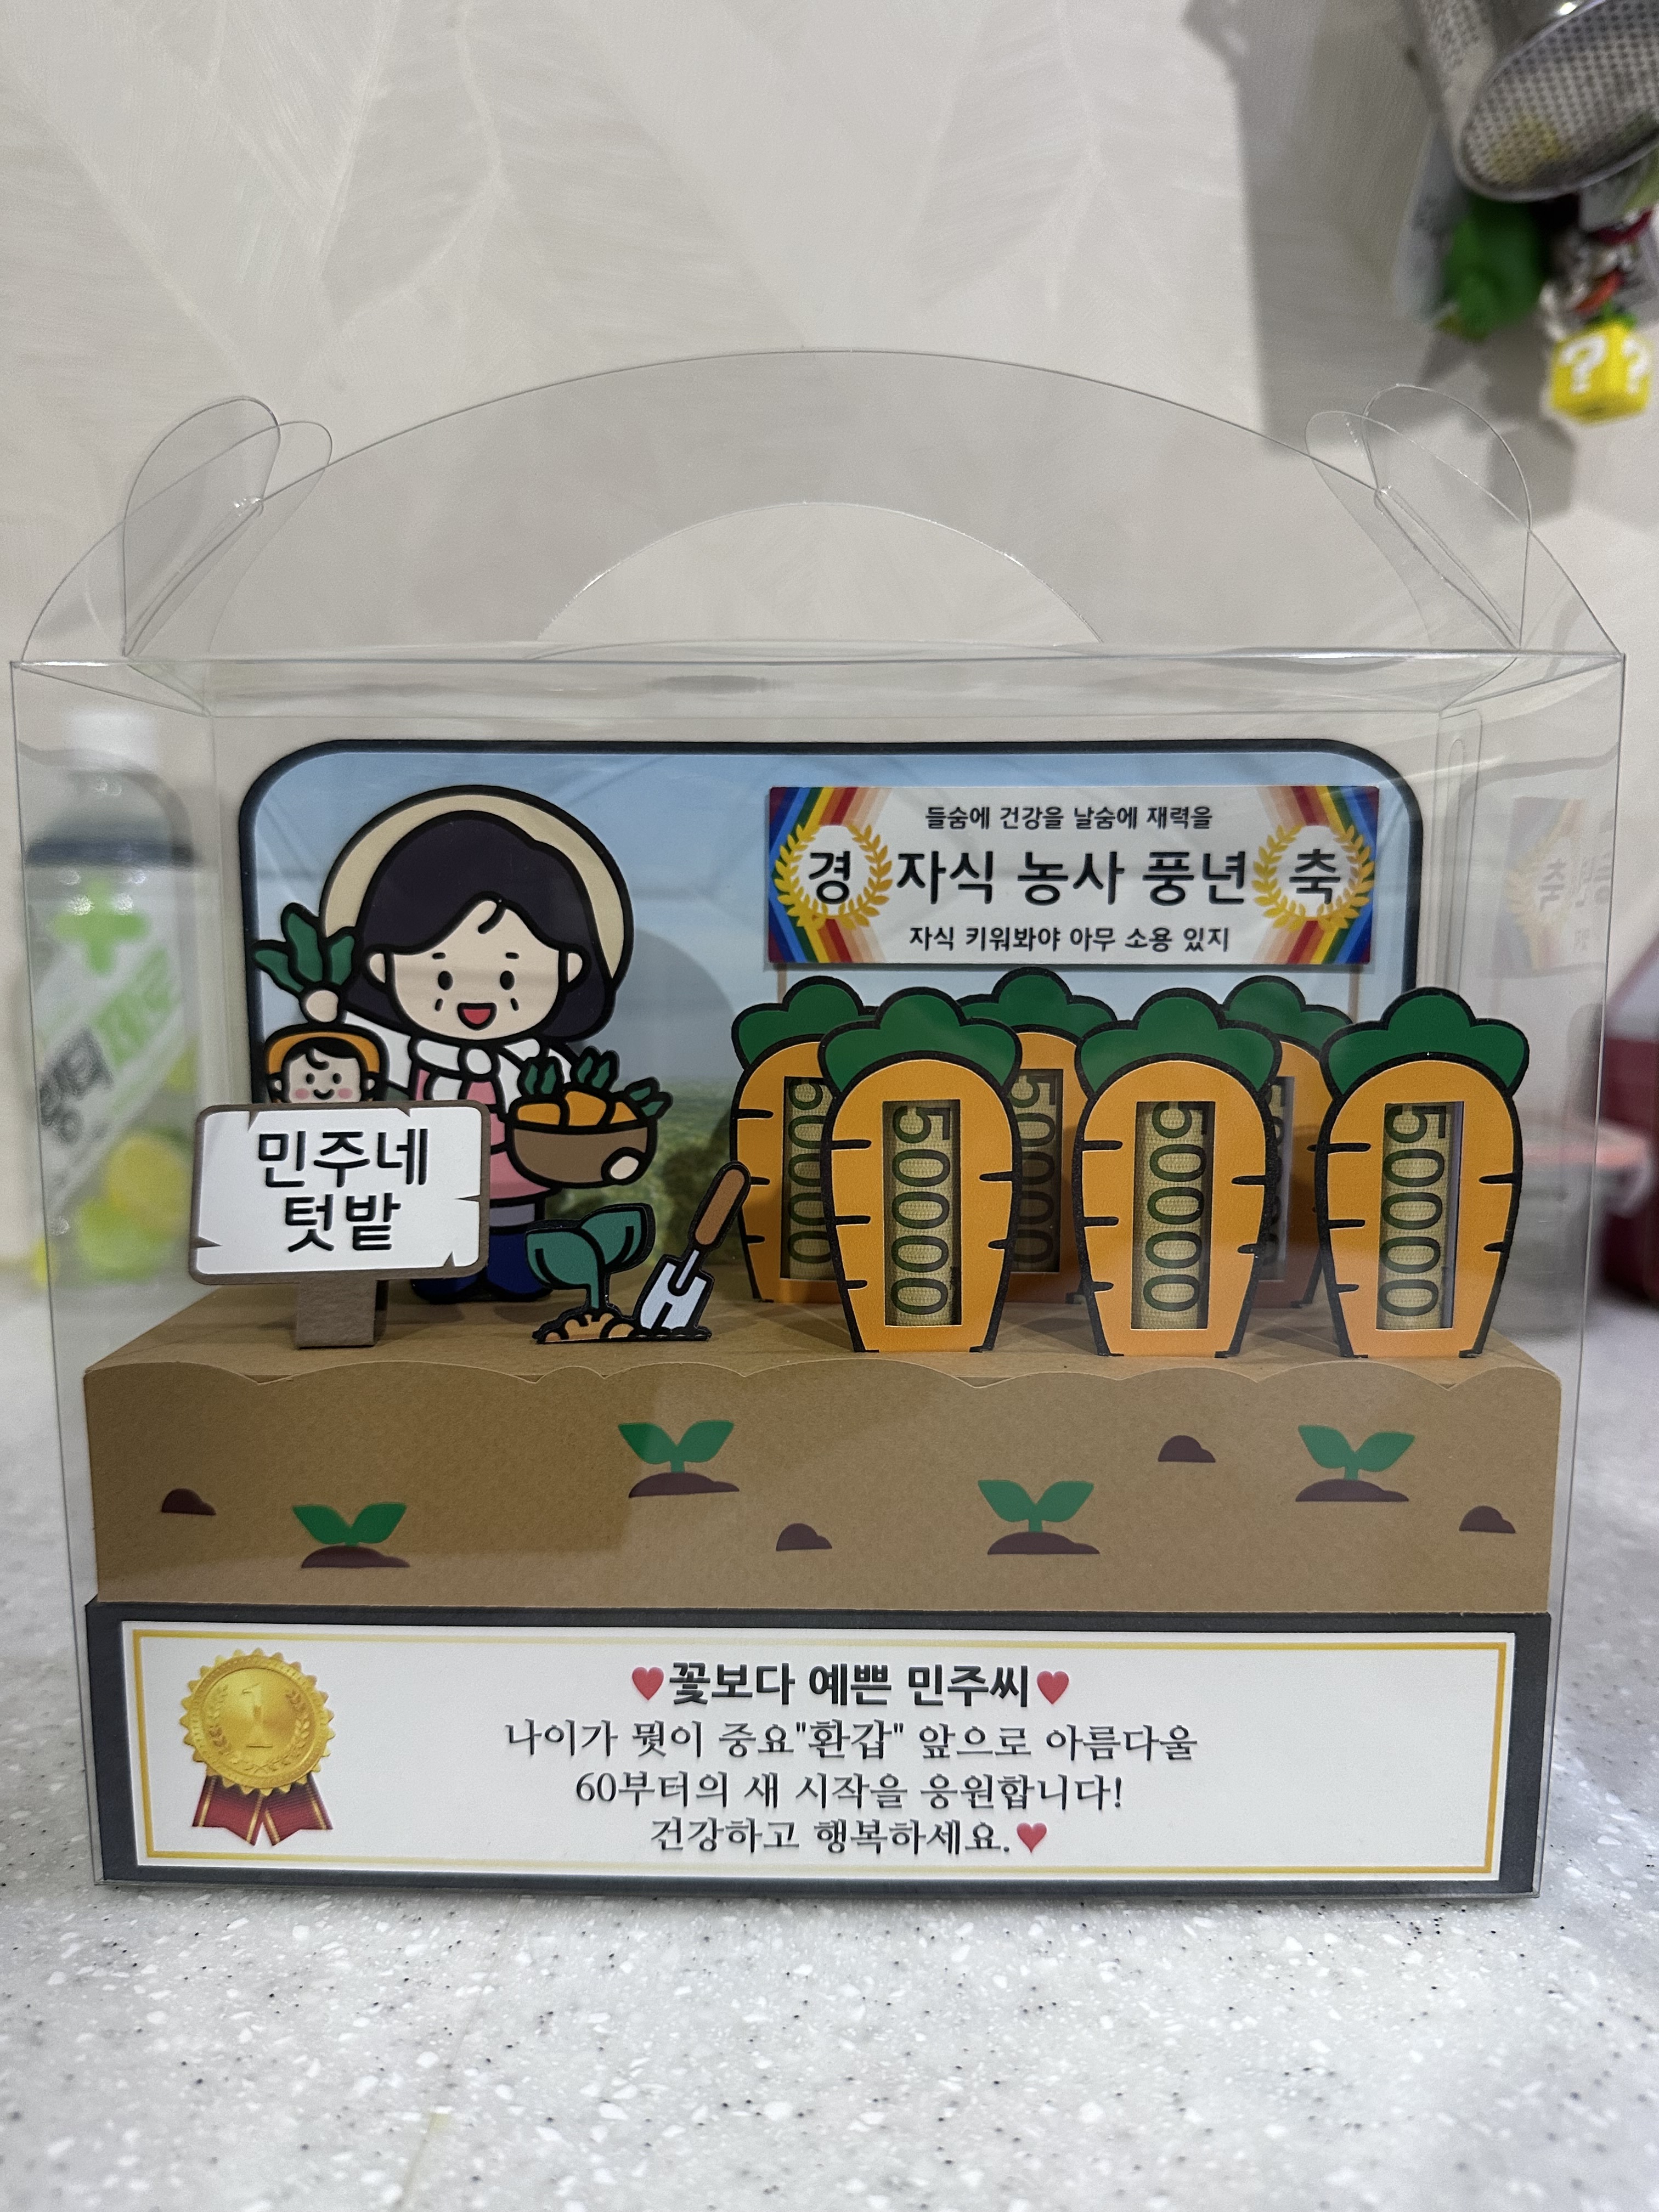 들숨에 건강을 날숨에 재력을
경 자식 농사 풍년 축
자식 키워봐야 아무 소용 있지
민주네
텃밭
50000
50000
50000
50000
50000
♥꽃보다 예쁜 민주씨♥
나이가 뭣이 중요"환갑" 앞으로 아름다울
60부터의 새 시작을 응원합니다!
건강하고 행복하세요.♥
1
? ?